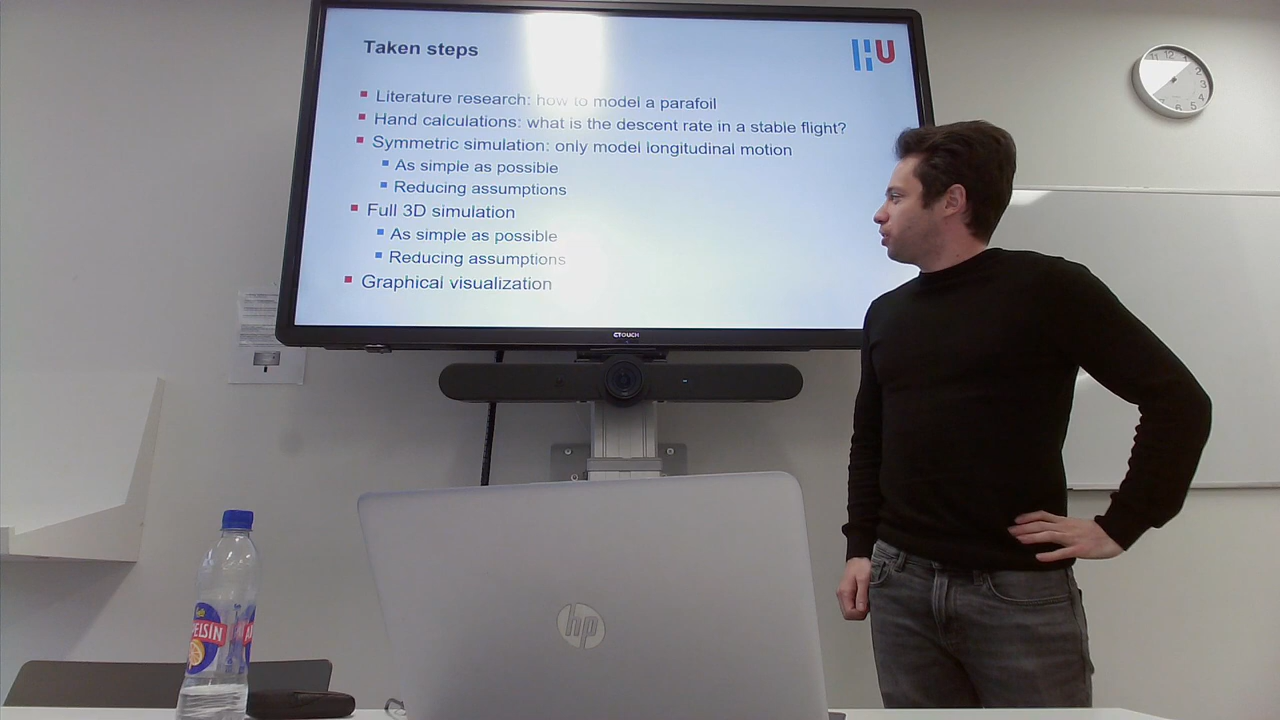 Taken steps
HU
Literature research: how to model a parafoil
Hand calculations: what is the descent rate in a stable flight?
Symmetric simulation: only model longitudinal motion
As simple as possible
Reducing assumptions
Full 3D simulation
As simple as possible
Reducing assumptions
Graphical visualization
CTOUCH
hp